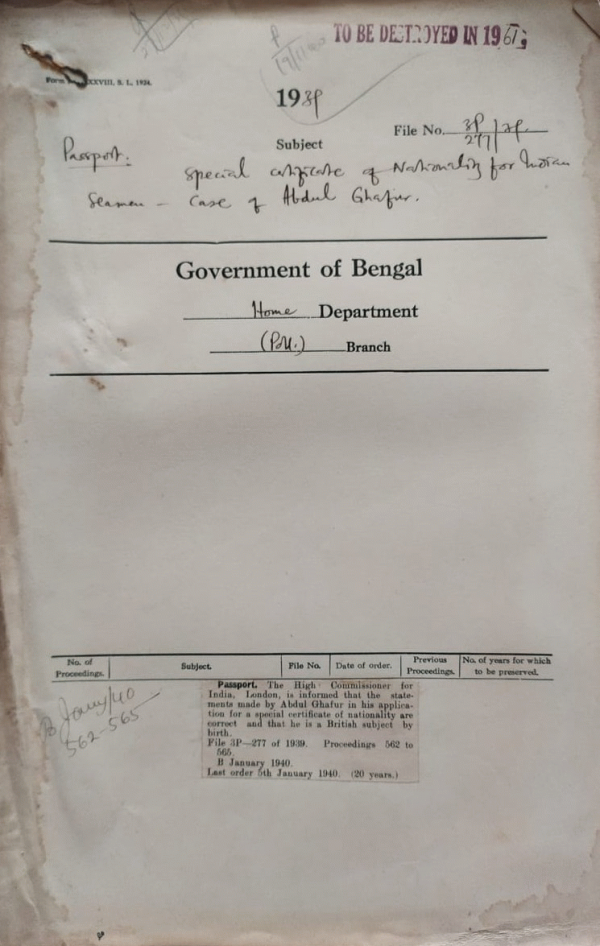 TO BE DESTROYED IN 1961
XXVIII. S. L., 1934.
1939
File No. 3P/277/39.
Subject
Passport.
Special certificate of Nationality for Indian
Seamen – Case of Abdul Ghafur.
Government of Bengal
Home Department
(Poll.) Branch
No. of Proceedings. Subject. File No. Date of order. Previous Proceedings. No. of years for which to be preserved.
B Jany/40
562-565
Passport. The High Commissioner for
India, London, is informed that the state-
ments made by Abdul Ghafur in his applica-
tion for a special certificate of nationality are
correct and that he is a British subject by
birth.
File 3P—277 of 1939. Proceedings 562 to
565.
B January 1940.
Last order 5th January 1940. (20 years.)